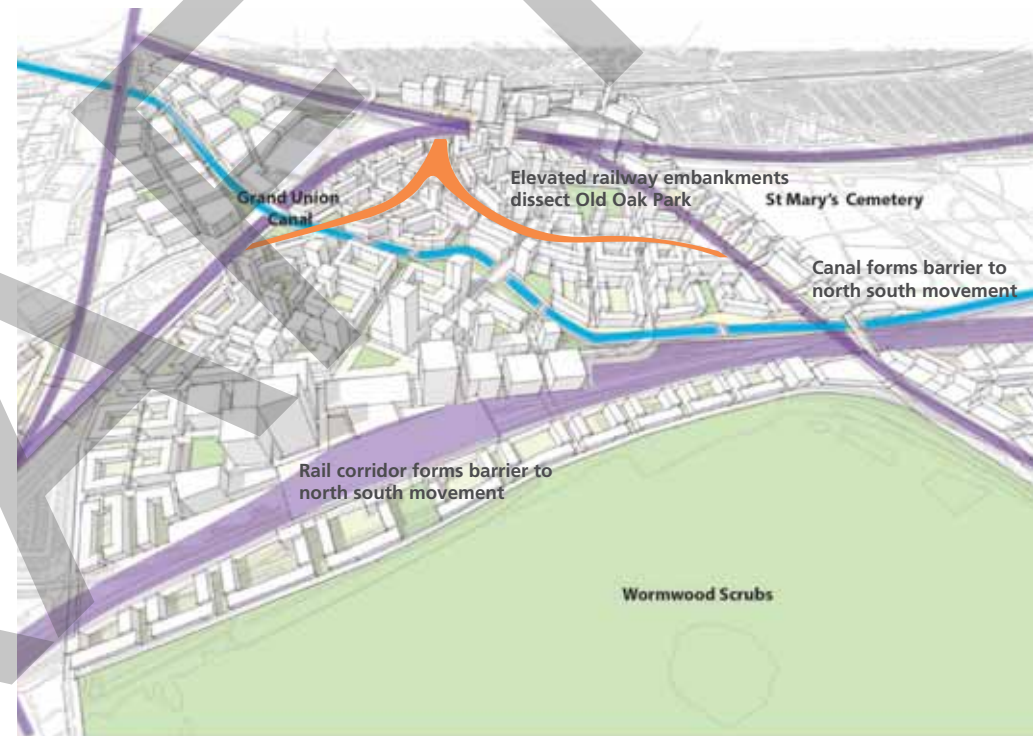 Elevated railway embankments
dissect Old Oak Park
Grand Union
Canal
St Mary's Cemetery
Canal forms barrier to
north south movement
Rail corridor forms barrier to
north south movement
Wormwood Scrubs